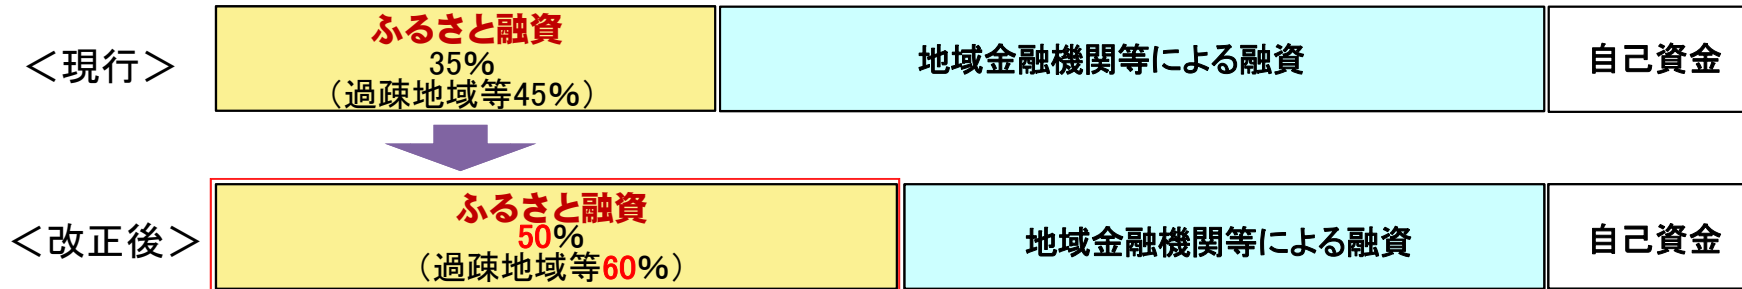 <現行>
ふるさと融資
35%
（過疎地域等45%）
地域金融機関等による融資
自己資金
<改正後>
ふるさと融資
50%
（過疎地域等60%）
地域金融機関等による融資
自己資金